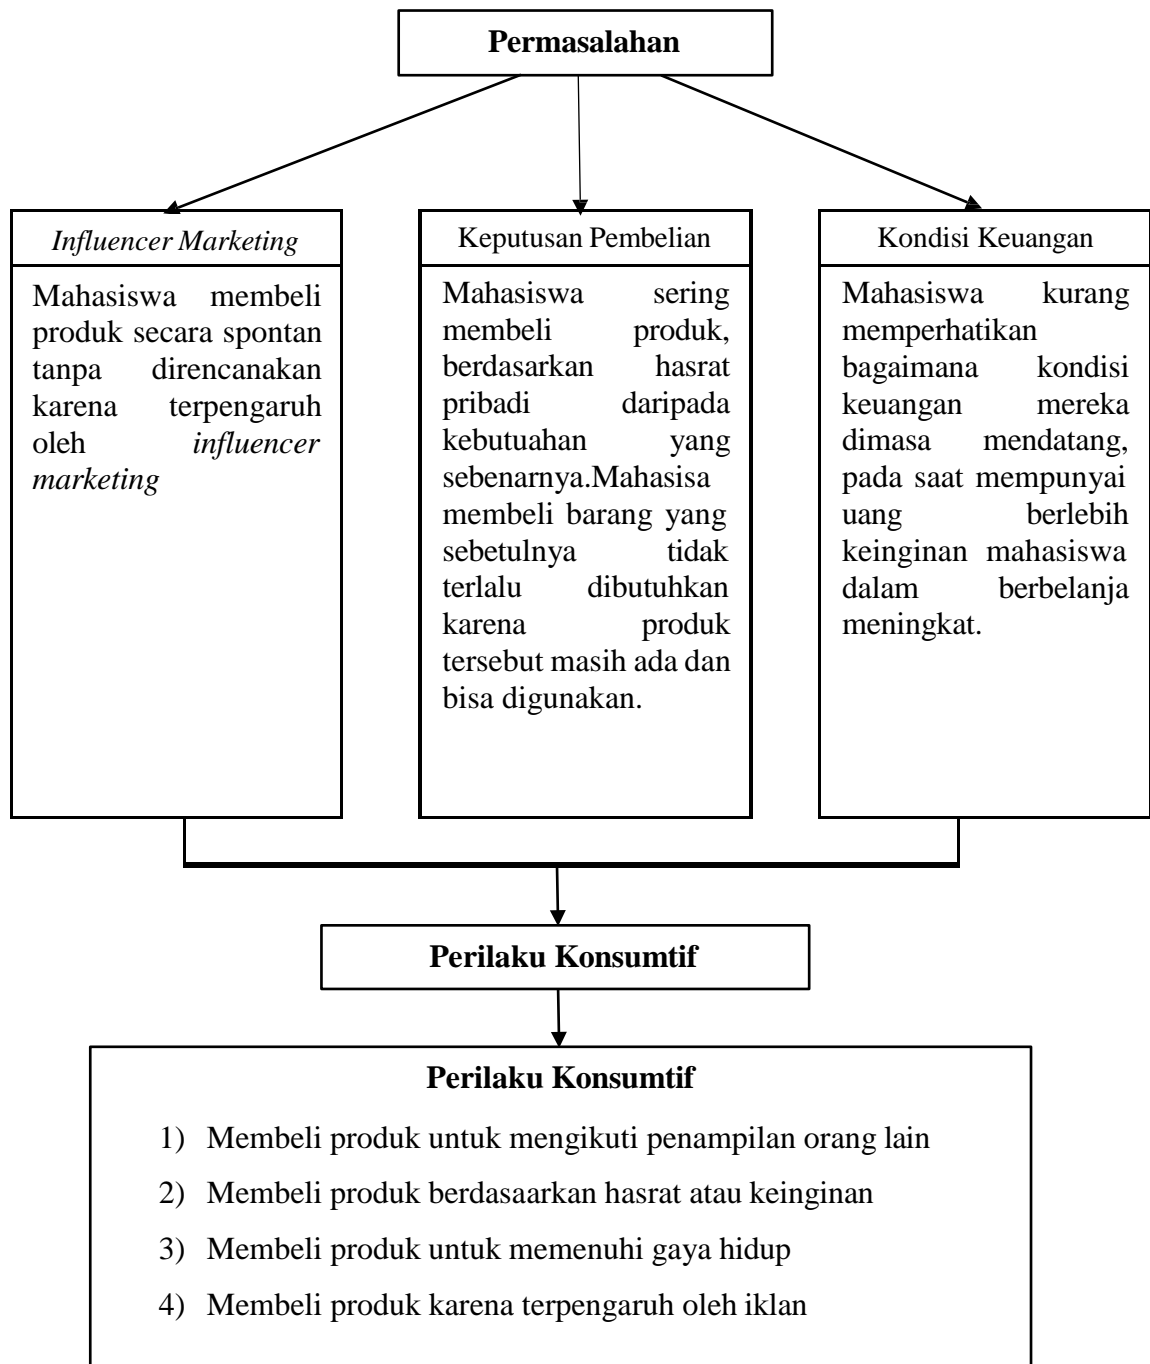 Permasalahan
Influencer Marketing
Mahasiswa membeli
produk secara spontan
tanpa direncanakan
karena terpengaruh
oleh influencer
marketing
Keputusan Pembelian
Mahasiswa sering
membeli produk,
berdasarkan hasrat
pribadi daripada
kebutuahan yang
sebenarnya.Mahasisa
membeli barang yang
sebetulnya tidak
terlalu dibutuhkan
karena produk
tersebut masih ada dan
bisa digunakan.
Kondisi Keuangan
Mahasiswa kurang
memperhatikan
bagaimana kondisi
keuangan mereka
dimasa mendatang,
pada saat mempunyai
uang berlebih
keinginan mahasiswa
dalam berbelanja
meningkat.
Perilaku Konsumtif
Perilaku Konsumtif
1) Membeli produk untuk mengikuti penampilan orang lain
2) Membeli produk berdasaarkan hasrat atau keinginan
3) Membeli produk untuk memenuhi gaya hidup
4) Membeli produk karena terpengaruh oleh iklan